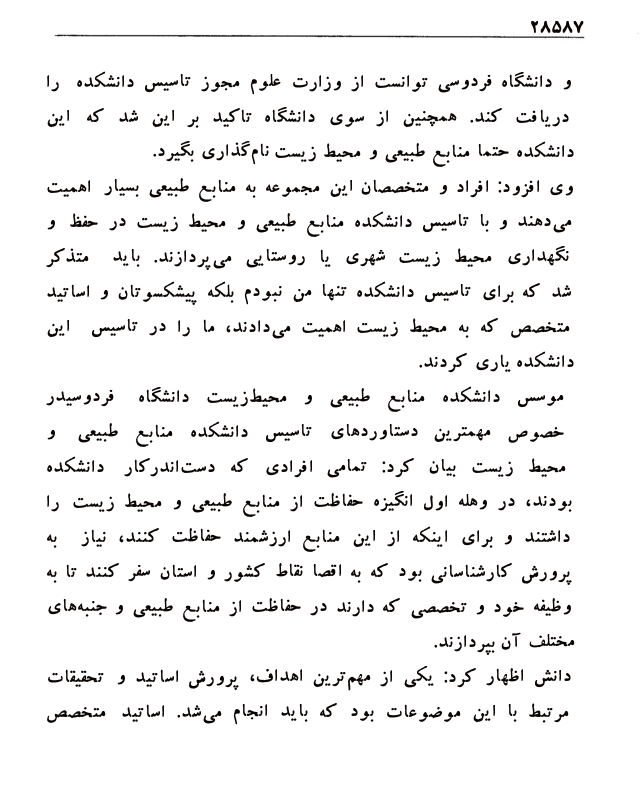 ۲۸۵۸۷
و دانشگاه فردوسی توانست از وزارت علوم مجوز تاسیس دانشکده را
دریافت کند. همچنین از سوی دانشگاه تاکید بر این شد که این
دانشکده حتما منابع طبیعی و محیط زیست نام‌گذاری بگیرد.
وی افزود: افراد و متخصصان این مجموعه به منابع طبیعی بسیار اهمیت
می‌دهند و با تاسیس دانشکده منابع طبیعی و محیط زیست در حفظ و
نگهداری محیط زیست شهری یا روستایی می‌پردازند. باید متذکر
شد که برای تاسیس دانشکده تنها من نبودم بلکه پیشکسوتان و اساتید
متخصص که به محیط زیست اهمیت می‌دادند، ما را در تاسیس این
دانشکده یاری کردند.
موسس دانشکده منابع طبیعی و محیط‌زیست دانشگاه فردوسیدر
خصوص مهمترین دستاوردهای تاسیس دانشکده منابع طبیعی و
محیط زیست بیان کرد: تمامی افرادی که دست‌اندرکار دانشکده
بودند، در وهله اول انگیزه حفاظت از منابع طبیعی و محیط زیست را
داشتند و برای اینکه از این منابع ارزشمند حفاظت کنند، نیاز به
پرورش کارشناسانی بود که به اقصا نقاط کشور و استان سفر کنند تا به
وظیفه خود و تخصصی که دارند در حفاظت از منابع طبیعی و جنبه‌های
مختلف آن بپردازند.
دانش اظهار کرد: یکی از مهم‌ترین اهداف، پرورش اساتید و تحقیقات
مرتبط با این موضوعات بود که باید انجام می‌شد. اساتید متخصص